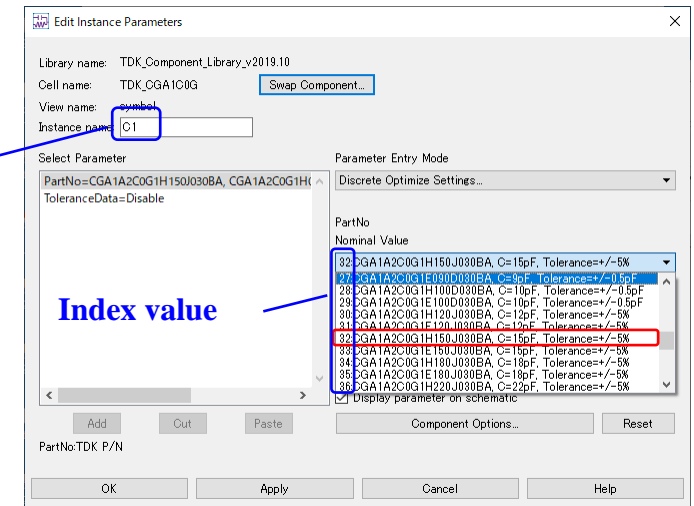 Edit Instance Parameters
Library name: TDK_Component_Library_v2019.10
Cell name: TDK_CGA1C0G Swap Component...
View name: symbol
Instance name C1
Select Parameter
PartNo=CGA1A2C0G1H150J030BA, CGA1A2C0G1H
ToleranceData=Disable
Index value
Parameter Entry Mode
Discrete Optimize Settings...
PartNo
Nominal Value
32:CGA1A2C0G1H150J030BA, C=15pF, Tolerance=+/-5%
27:CGA1A2C0G1E090D030BA, C=9pF, Tolerance=+/-0.5pF
28:CGA1A2C0G1H100D030BA, C=10pF, Tolerance=+/-0.5pF
29:CGA1A2C0G1E100D030BA, C=10pF, Tolerance=+/-0.5pF
30:CGA1A2C0G1H120J030BA, C=12pF, Tolerance=+/-5%
31:CGA1A2C0G1E120J030BA, C=12pF, Tolerance=+/-5%
32:CGA1A2C0G1H150J030BA, C=15pF, Tolerance=+/-5%
33:CGA1A2C0G1E150J030BA, C=15pF, Tolerance=+/-5%
34:CGA1A2C0G1H180J030BA, C=18pF, Tolerance=+/-5%
35:CGA1A2C0G1E180J030BA, C=18pF, Tolerance=+/-5%
36:CGA1A2C0G1H220J030BA, C=22pF, Tolerance=+/-5%
Display parameter on schematic
Add Cut Paste Component Options... Reset
PartNo:TDK P/N
OK Apply Cancel Help